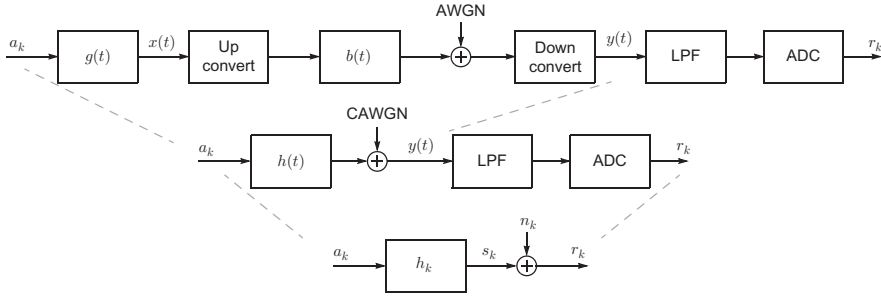 AWGN
a_k g(t) x(t) Up convert b(t) + Down convert y(t) LPF ADC r_k
CAWGN
a_k h(t) + y(t) LPF ADC r_k
n_k
a_k h_k s_k + r_k